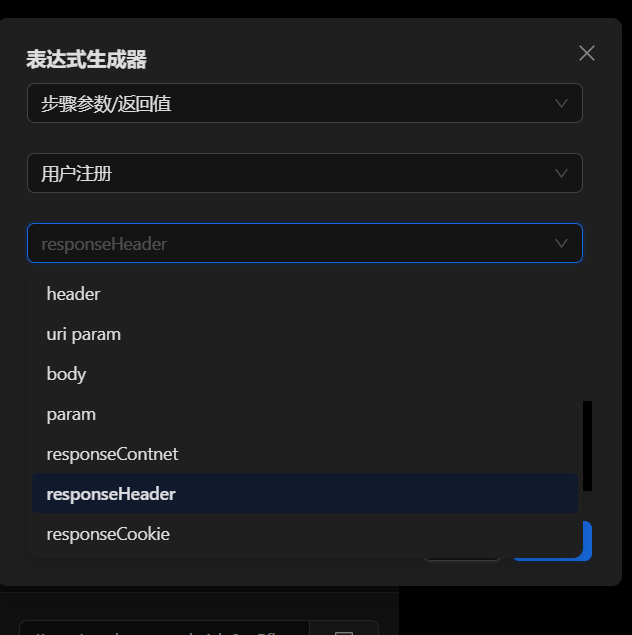 表达式生成器
步骤参数/返回值
用户注册
responseHeader
header
uri param
body
param
responseContnet
responseHeader
responseCookie